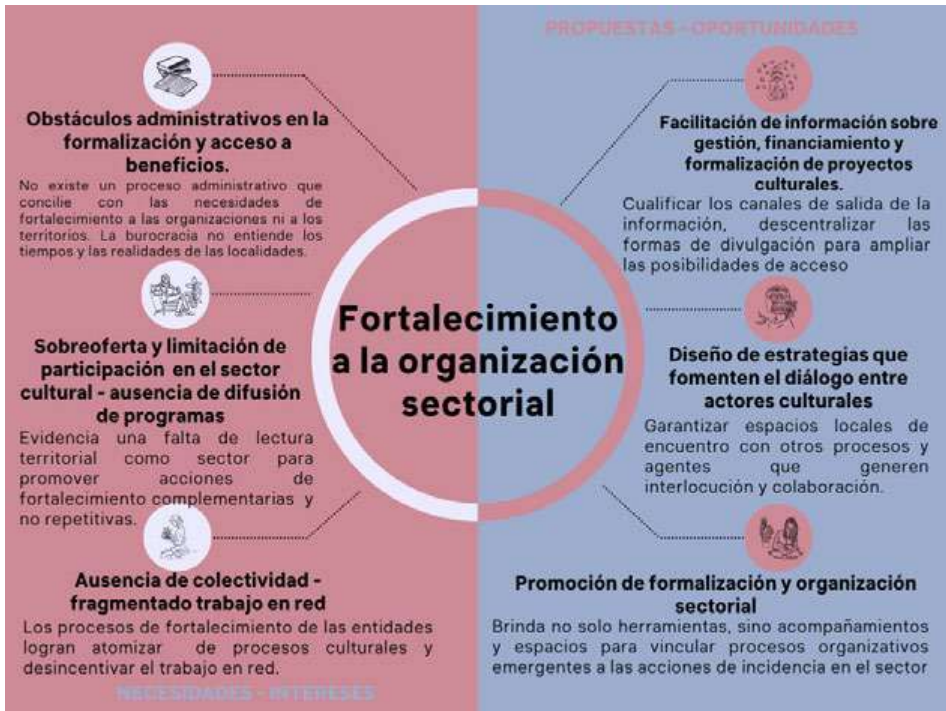 PROPUESTAS - OPORTUNIDADES
Obstáculos administrativos en la
formalización y acceso a
beneficios.
No existe un proceso administrativo que
concilie con las necesidades de
fortalecimiento a las organizaciones ni a los
territorios. La burocracia no entiende los
tiempos y las realidades de las localidades.
Sobreoferta y limitación de
participación en el sector
cultural - ausencia de difusión
de programas
Evidencia una falta de lectura
territorial como sector para
promover acciones de
fortalecimiento complementarias y
no repetitivas.
Ausencia de colectividad -
fragmentado trabajo en red
Los procesos de fortalecimiento de las entidades
logran atomizar de procesos culturales y
desincentivar el trabajo en red.
NECESIDADES - INTERESES
Fortalecimiento
a la organización
sectorial
Facilitación de información sobre
gestión, financiamiento y
formalización de proyectos
culturales.
Cualificar los canales de salida de la
información, descentralizar las
formas de divulgación para ampliar
las posibilidades de acceso
Diseño de estrategias que
fomenten el diálogo entre
actores culturales
Garantizar espacios locales de
encuentro con otros procesos y
agentes que generen
interlocución y colaboración.
Promoción de formalización y organización
sectorial
Brinda no solo herramientas, sino acompañamientos
y espacios para vincular procesos organizativos
emergentes a las acciones de incidencia en el sector